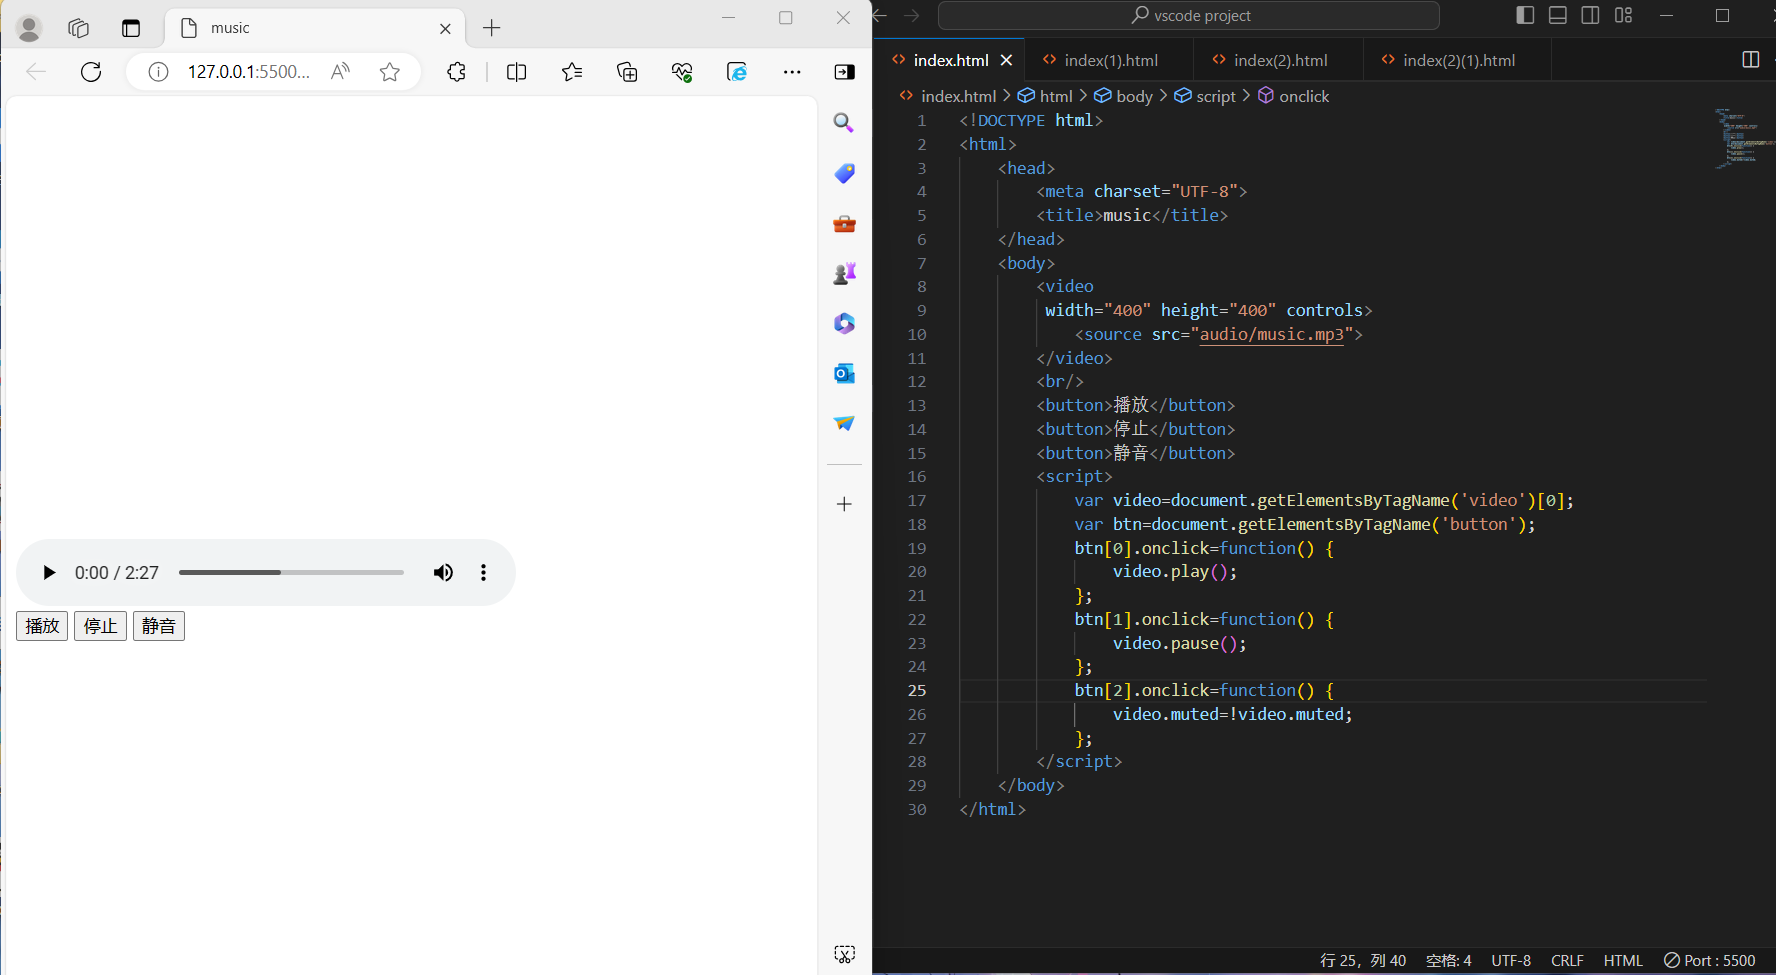 music
127.0.0.1:5500...
0:00 / 2:27
播放 停止 静音
vscode project
index.html index(1).html index(2).html index(2)(1).html
index.html > html > body > script > onclick
1 <!DOCTYPE html>
2 <html>
3 <head>
4 <meta charset="UTF-8">
5 <title>music</title>
6 </head>
7 <body>
8 <video
9 width="400" height="400" controls>
10 <source src="audio/music.mp3">
11 </video>
12 <br/>
13 <button>播放</button>
14 <button>停止</button>
15 <button>静音</button>
16 <script>
17 var video=document.getElementsByTagName('video')[0];
18 var btn=document.getElementsByTagName('button');
19 btn[0].onclick=function() {
20 video.play();
21 };
22 btn[1].onclick=function() {
23 video.pause();
24 };
25 btn[2].onclick=function() {
26 video.muted=!video.muted;
27 };
28 </script>
29 </body>
30 </html>
行 25，列 40 空格: 4 UTF-8 CRLF HTML Port : 5500